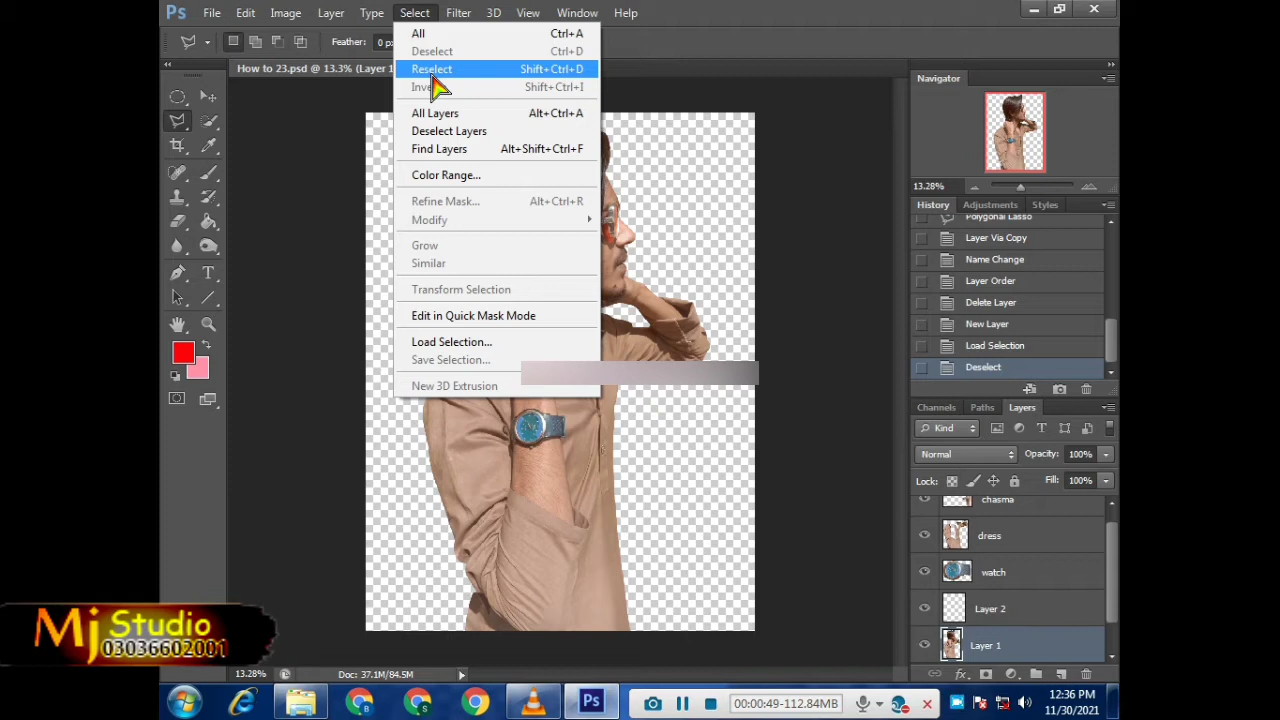 Ps File Edit Image Layer Type Select Filter 3D View Window Help
Feather: 0 p
How to 23.psd @ 13.3% (Layer 1
All Ctrl+A
Deselect Ctrl+D
Reselect Shift+Ctrl+D
Inve Shift+Ctrl+I
All Layers Alt+Ctrl+A
Deselect Layers
Find Layers Alt+Shift+Ctrl+F
Color Range...
Refine Mask... Alt+Ctrl+R
Modify
Grow
Similar
Transform Selection
Edit in Quick Mask Mode
Load Selection...
Save Selection...
New 3D Extrusion
Navigator
13.28%
History Adjustments Styles
Polygonal Lasso
Layer Via Copy
Name Change
Layer Order
Delete Layer
New Layer
Load Selection
Deselect
Channels Paths Layers
Kind
Normal Opacity: 100%
Lock: Fill: 100%
chasma
dress
watch
Layer 2
Layer 1
Mj Studio
03036602001
13.28% Doc: 37.1M/84.5M
Ps
00:00:49-112.84MB
12:36 PM
11/30/2021